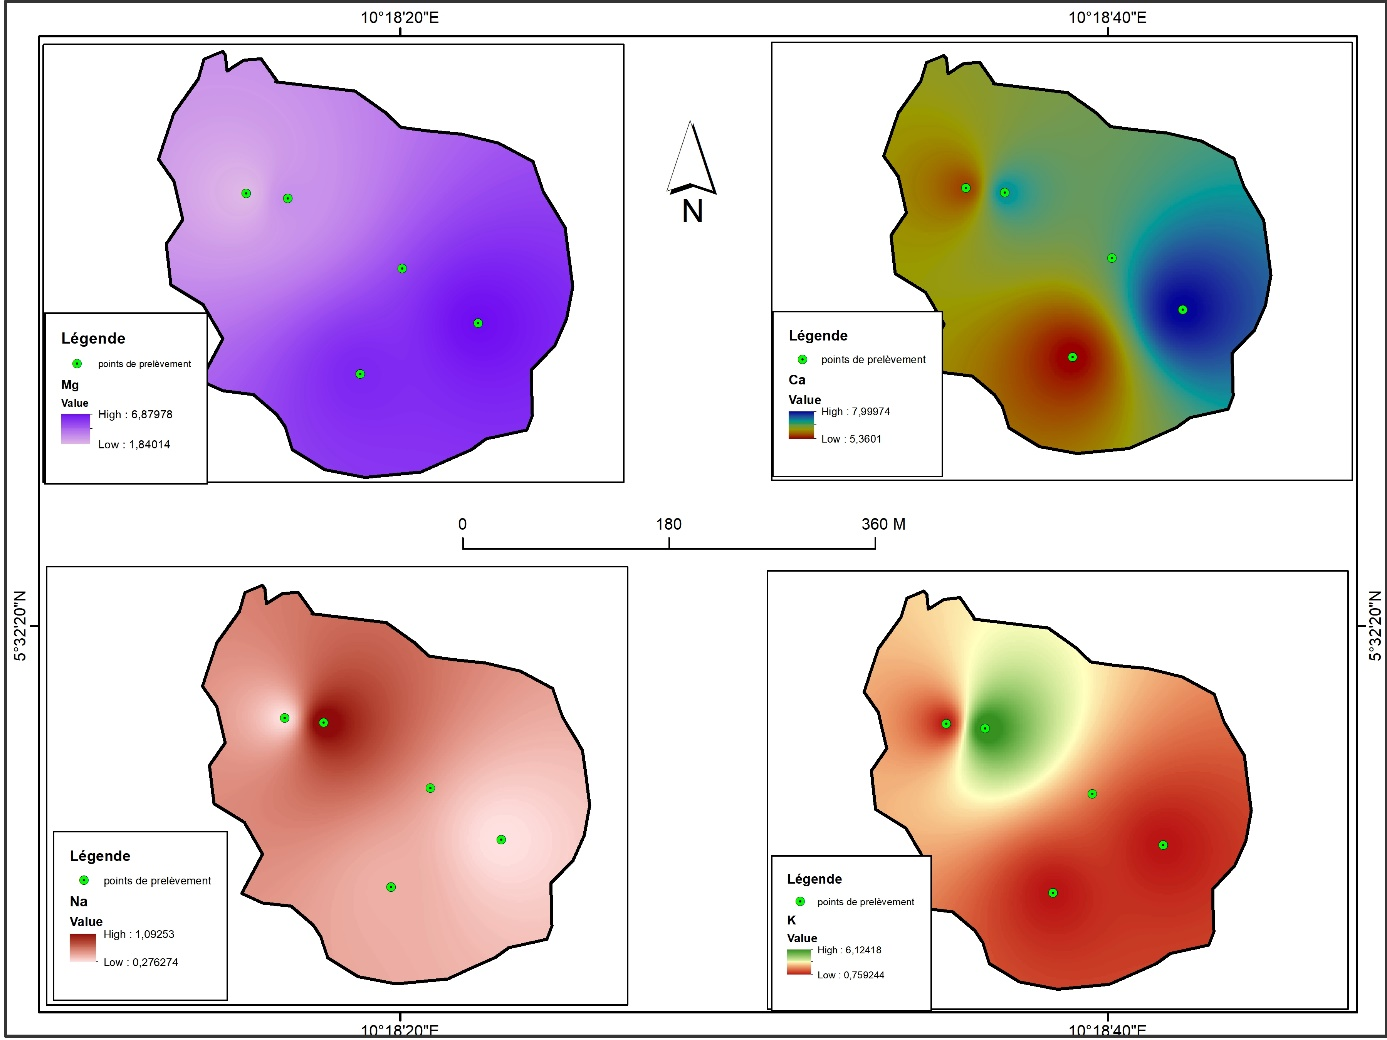 10°18'20"E
10°18'40"E
Légende
points de prelèvement
Mg
Value
High : 6,87978
Low : 1,84014
N
Légende
points de prelèvement
Ca
Value
High : 7,99974
Low : 5,3601
0 180 360 M
5°32'20"N
5°32'20"N
Légende
points de prelèvement
Na
Value
High : 1,09253
Low : 0,276274
Légende
points de prelèvement
K
Value
High : 6,12418
Low : 0,759244
10°18'20"E
10°18'40"E